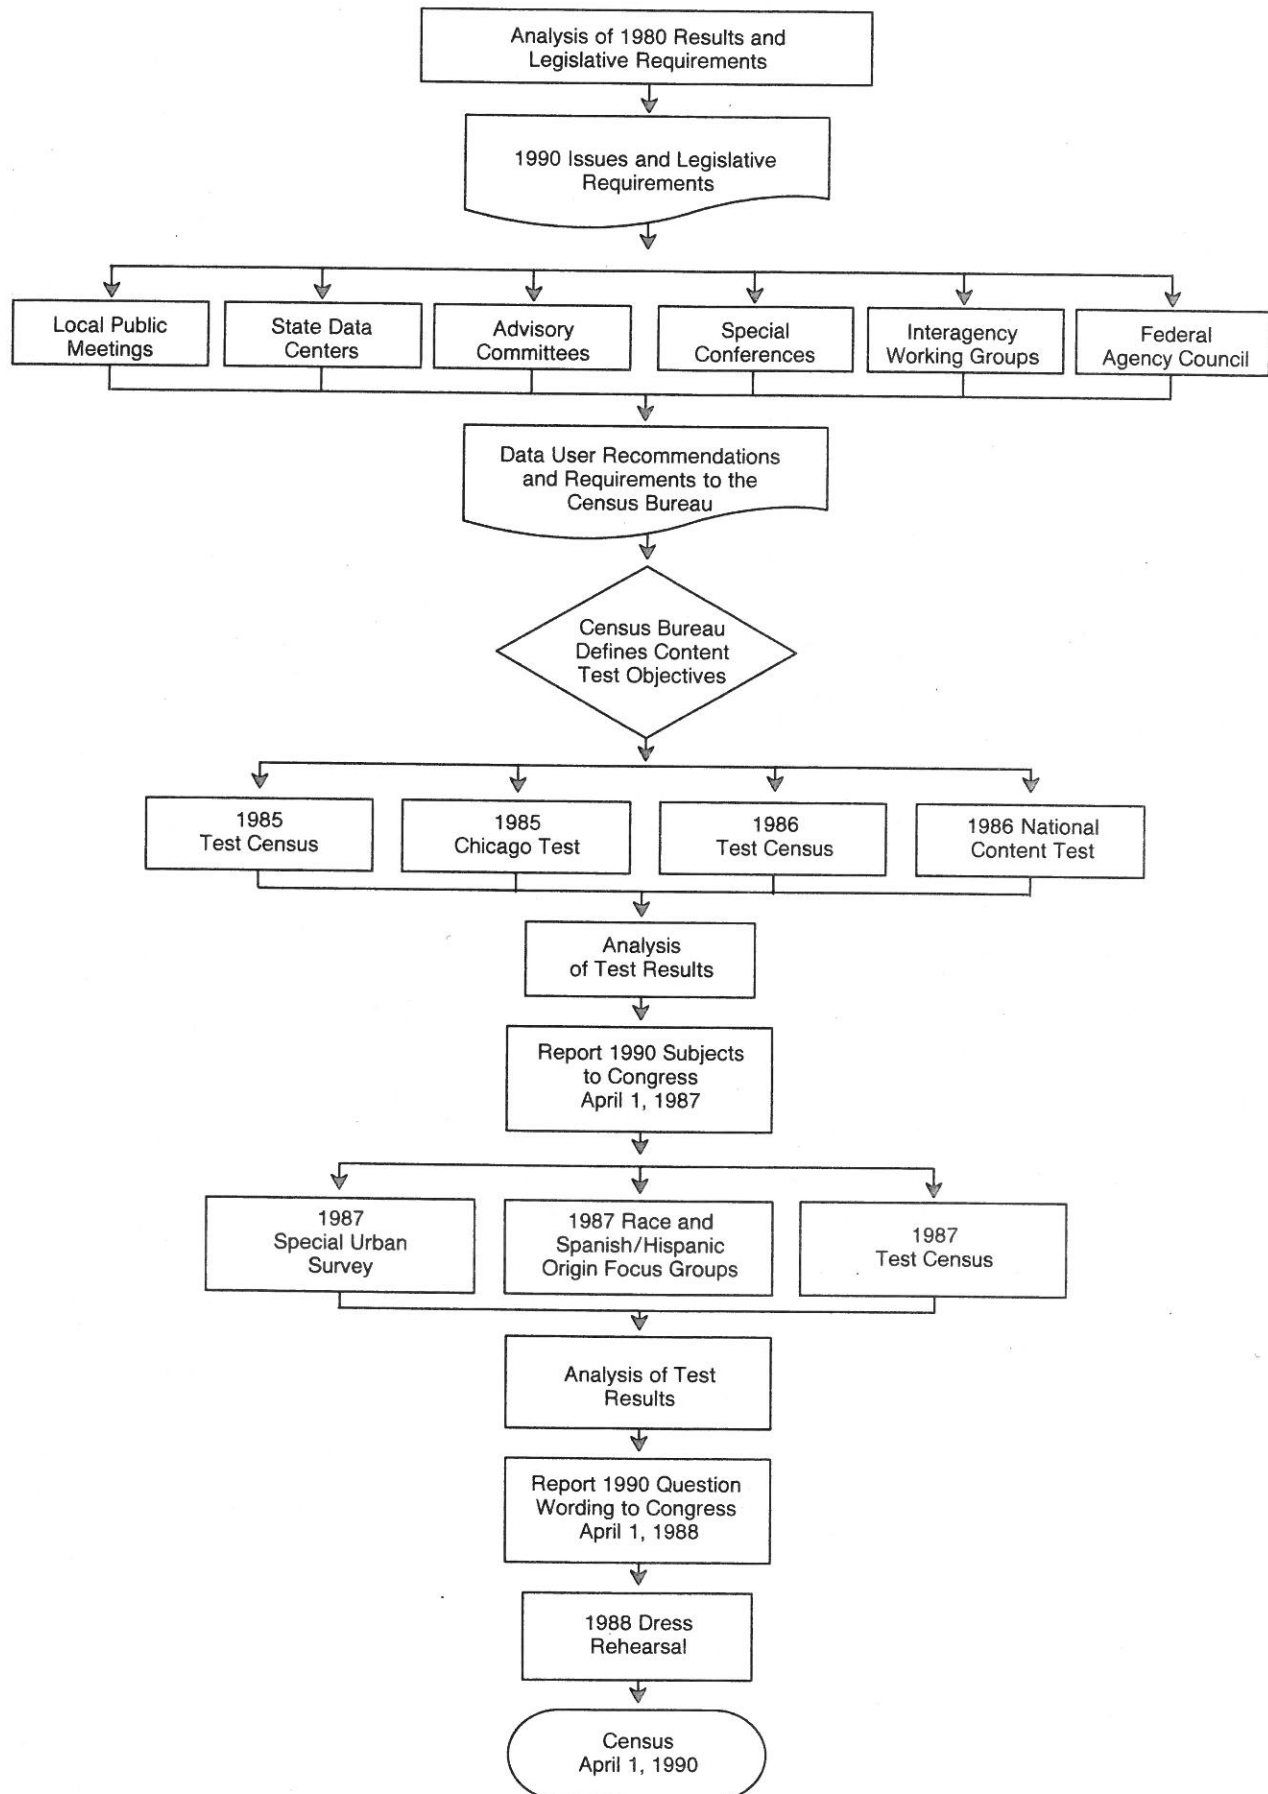 Analysis of 1980 Results and
Legislative Requirements
1990 Issues and Legislative
Requirements
Local Public
Meetings
State Data
Centers
Advisory
Committees
Special
Conferences
Interagency
Working Groups
Federal
Agency Council
Data User Recommendations
and Requirements to the
Census Bureau
Census Bureau
Defines Content
Test Objectives
1985
Test Census
1985
Chicago Test
1986
Test Census
1986 National
Content Test
Analysis
of Test Results
Report 1990 Subjects
to Congress
April 1, 1987
1987
Special Urban
Survey
1987 Race and
Spanish/Hispanic
Origin Focus Groups
1987
Test Census
Analysis of Test
Results
Report 1990 Question
Wording to Congress
April 1, 1988
1988 Dress
Rehearsal
Census
April 1, 1990